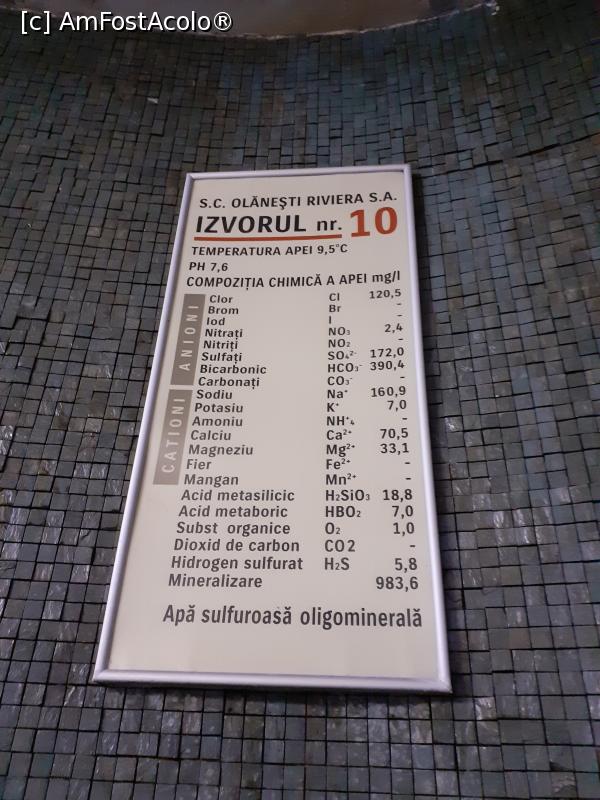 [c] AmFostAcolo®
S.C. OLĂNEŞTI RIVIERA S.A.
IZVORUL nr. 10
TEMPERATURA APEI 9,5°C
PH 7,6
COMPOZIŢIA CHIMICĂ A APEI mg/l
ANIONI
Clor Cl 120,5
Brom Br -
Iod I -
Nitraţi NO₃ 2,4
Nitriţi NO₂ -
Sulfaţi SO₄²⁻ 172,0
Bicarbonic HCO₃⁻ 390,4
Carbonaţi CO₃⁻ -
CATIONI
Sodiu Na⁺ 160,9
Potasiu K⁺ 7,0
Amoniu NH⁺₄ -
Calciu Ca²⁺ 70,5
Magneziu Mg²⁺ 33,1
Fier Fe²⁺ -
Mangan Mn²⁺ -
Acid metasilicic H₂SiO₃ 18,8
Acid metaboric HBO₂ 7,0
Subst organice O₂ 1,0
Dioxid de carbon CO2 -
Hidrogen sulfurat H₂S 5,8
Mineralizare 983,6
Apă sulfuroasă oligominerală